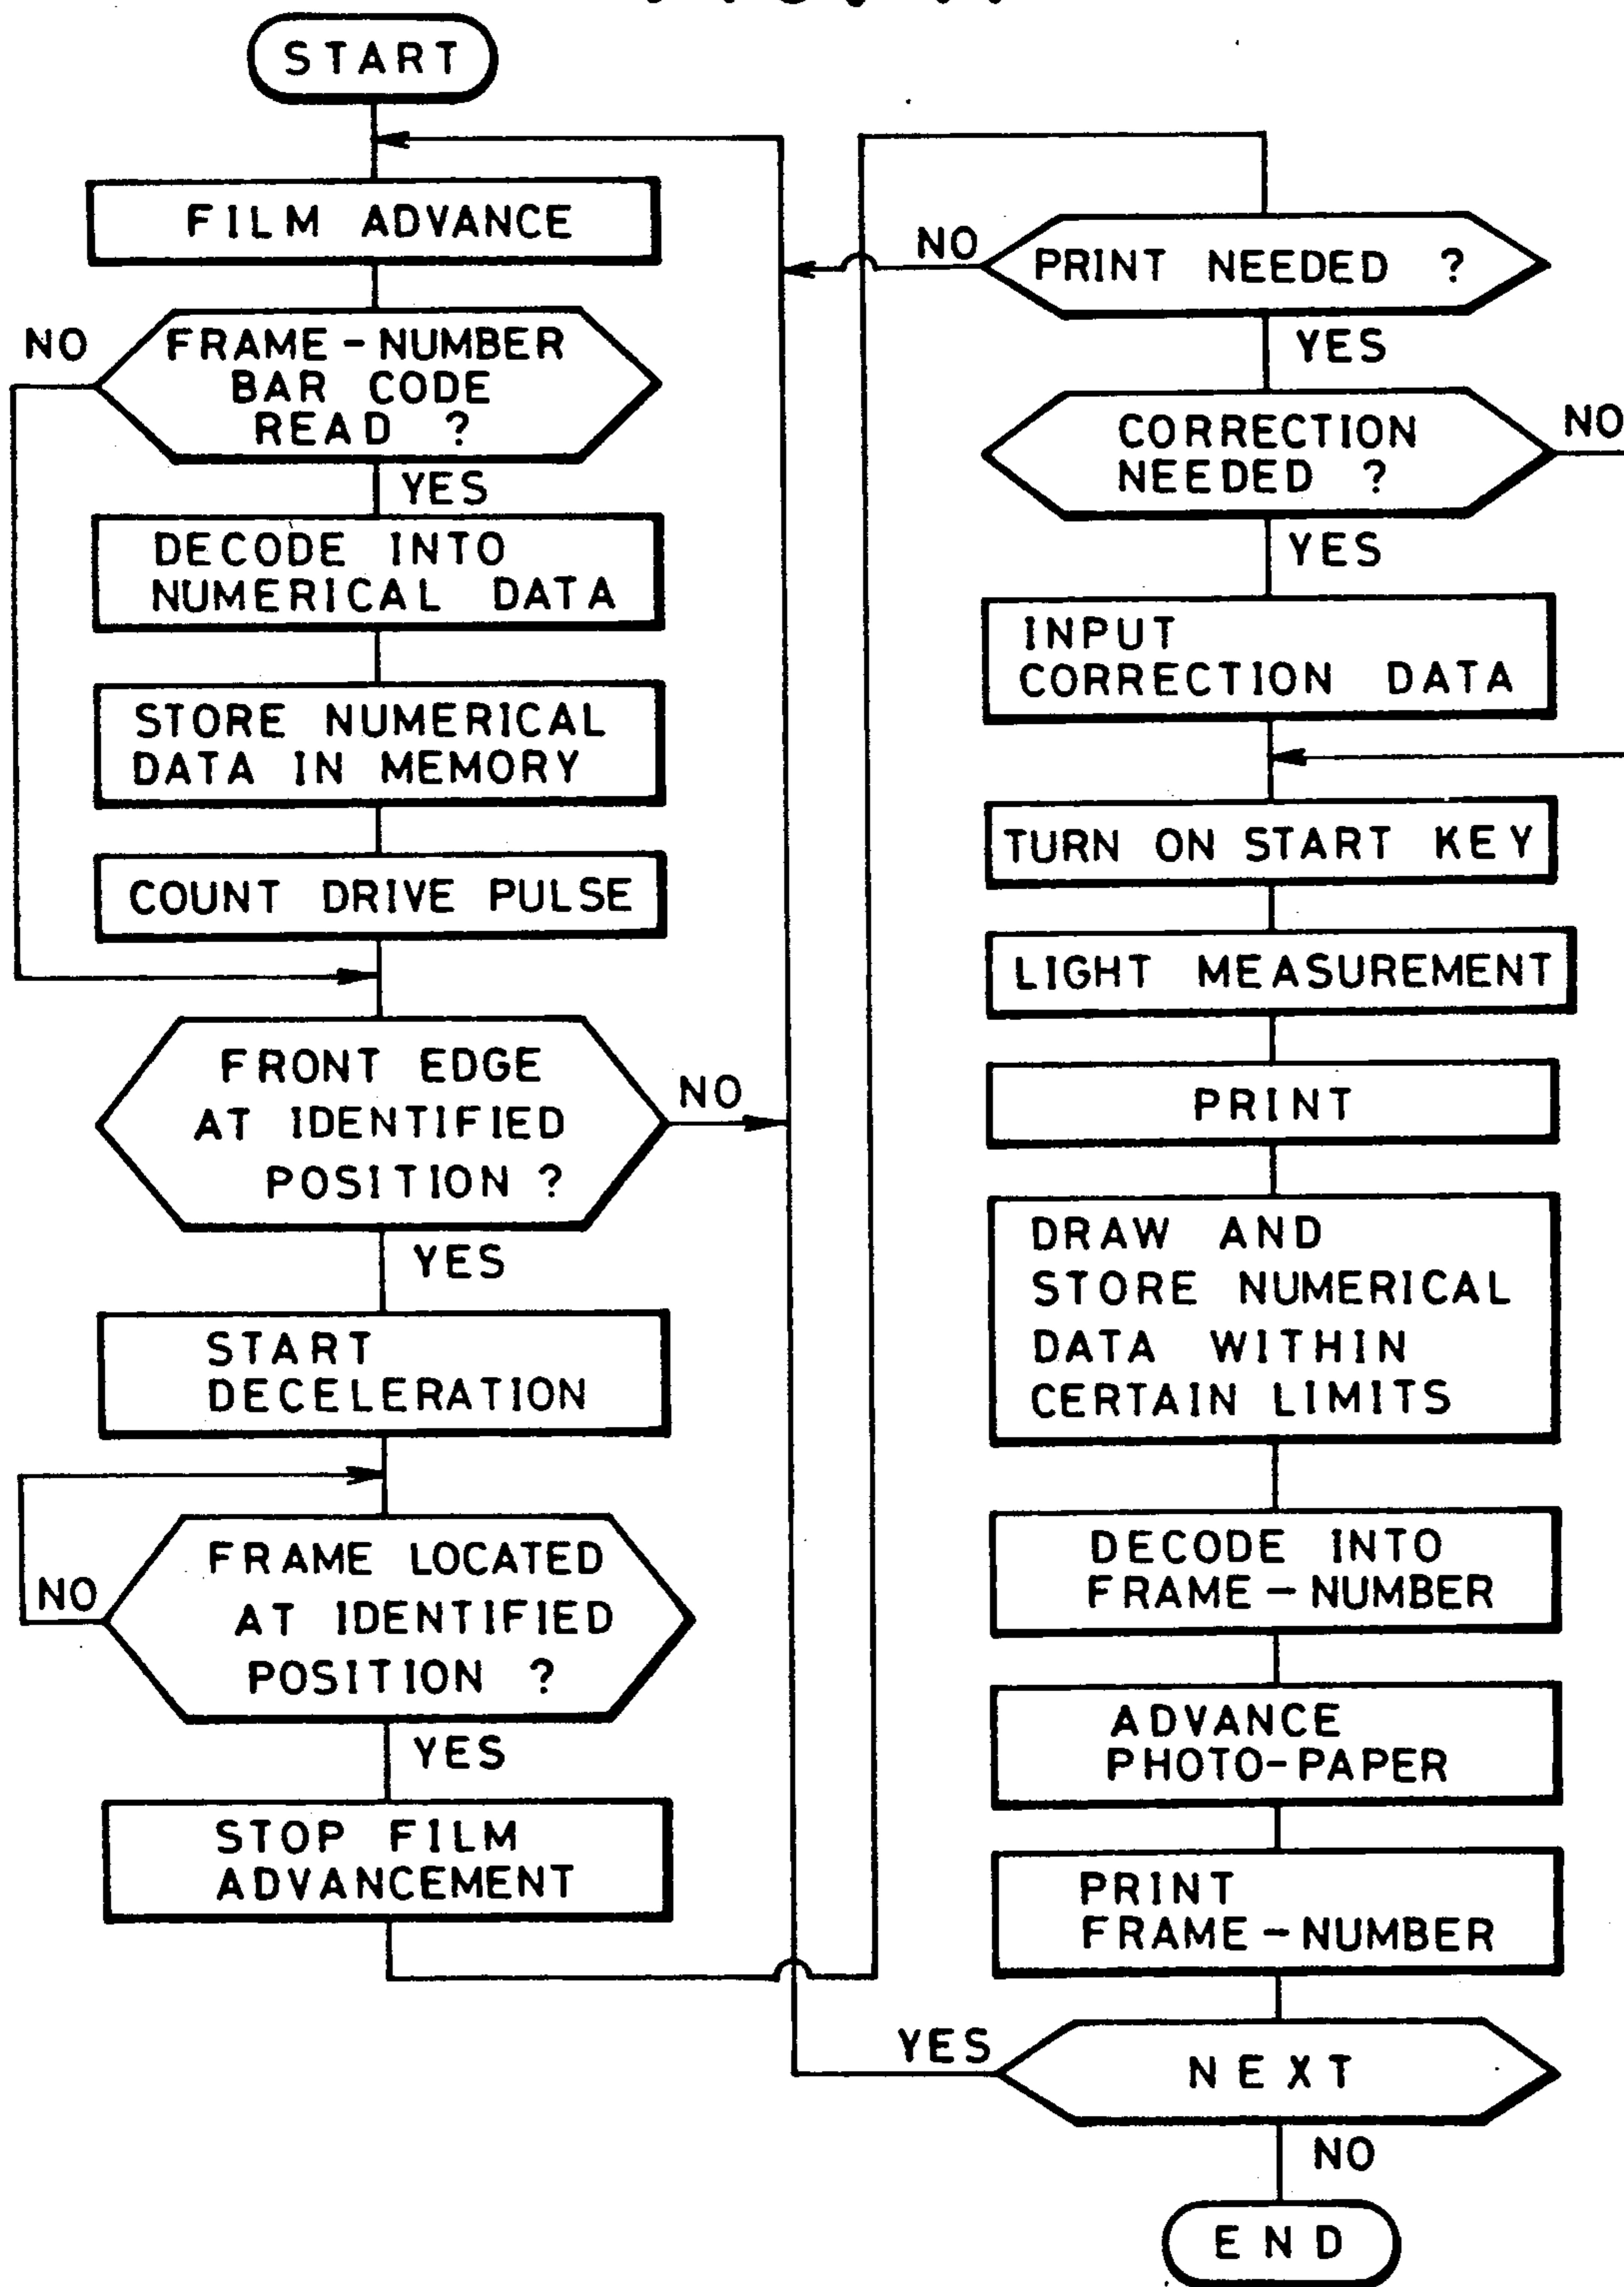 START
FILM ADVANCE
NO
FRAME-NUMBER
BAR CODE
READ ?
YES
DECODE INTO
NUMERICAL DATA
STORE NUMERICAL
DATA IN MEMORY
COUNT DRIVE PULSE
FRONT EDGE
AT IDENTIFIED
POSITION ?
NO
YES
START
DECELERATION
FRAME LOCATED
AT IDENTIFIED
POSITION ?
NO
YES
STOP FILM
ADVANCEMENT
NO
PRINT NEEDED ?
YES
CORRECTION
NEEDED ?
NO
YES
INPUT
CORRECTION DATA
TURN ON START KEY
LIGHT MEASUREMENT
PRINT
DRAW AND
STORE NUMERICAL
DATA WITHIN
CERTAIN LIMITS
DECODE INTO
FRAME-NUMBER
ADVANCE
PHOTO-PAPER
PRINT
FRAME-NUMBER
YES
NEXT
NO
END